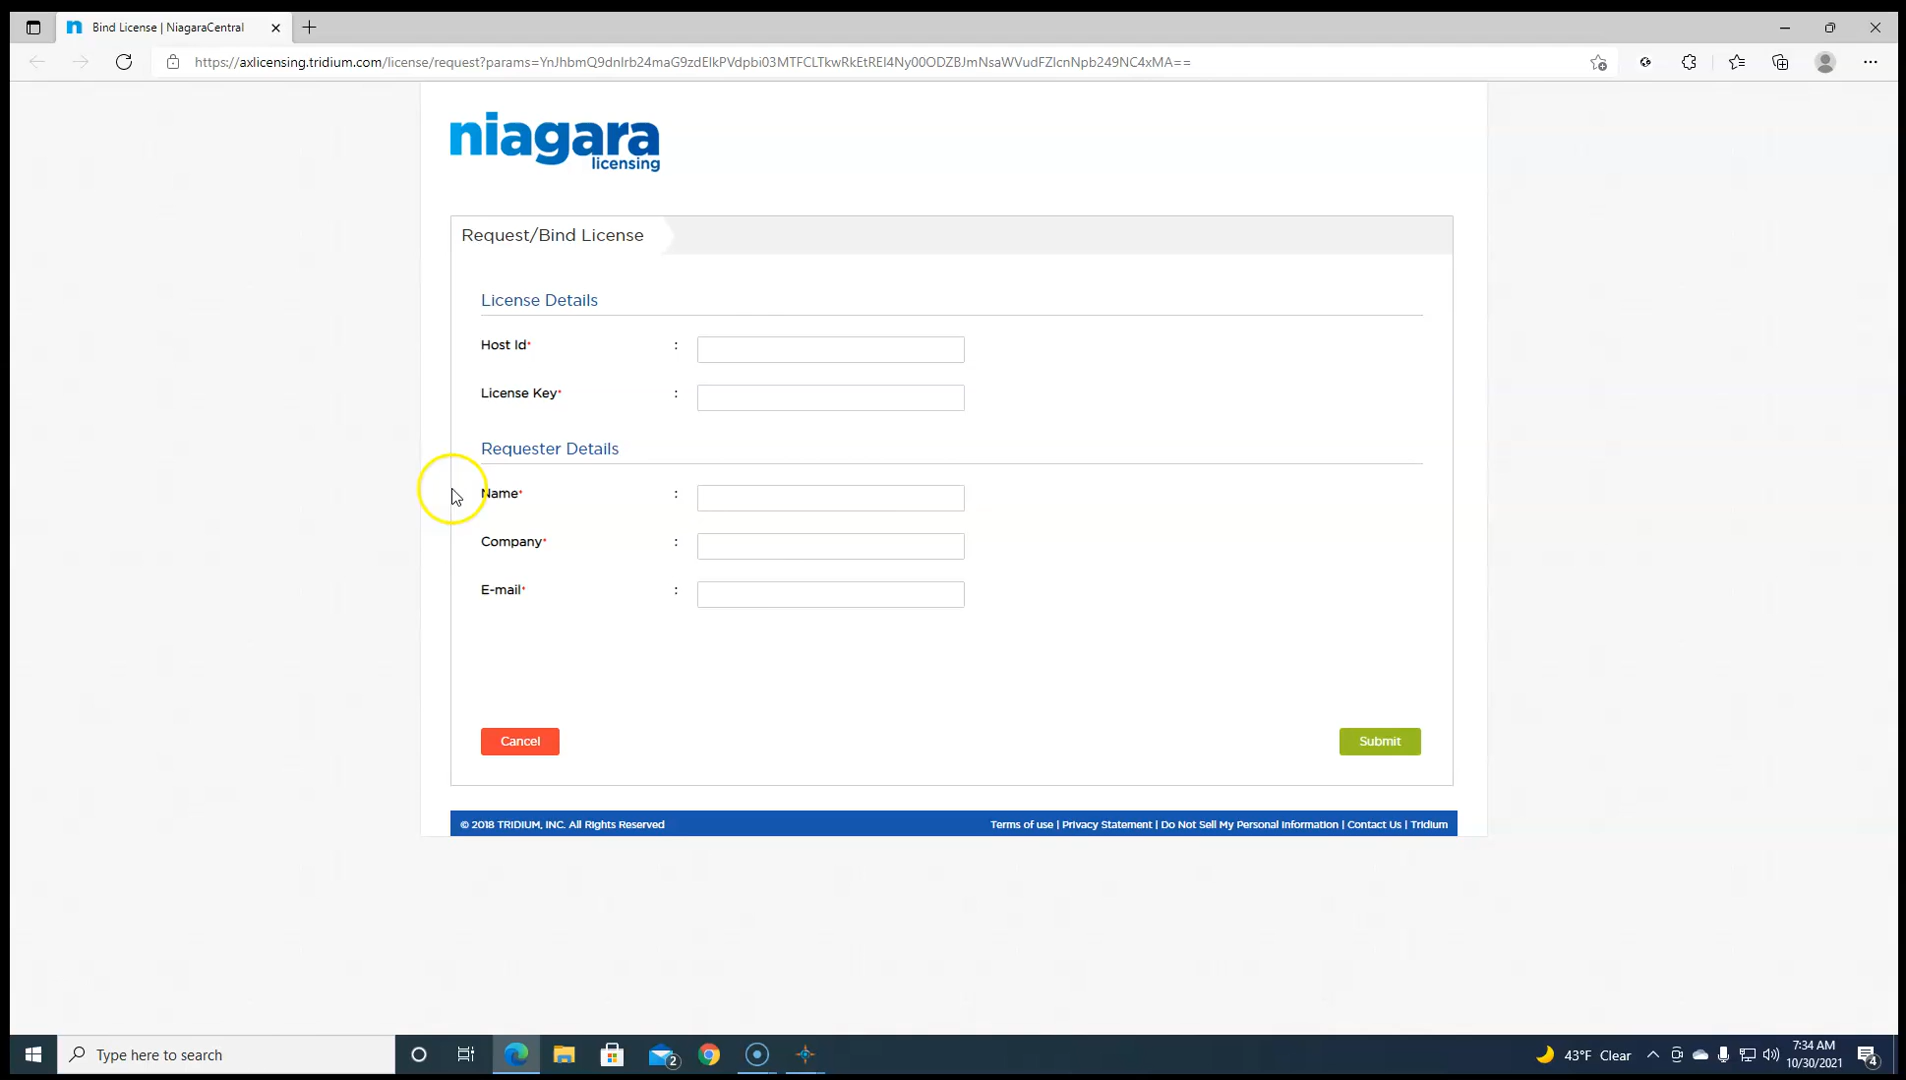 Bind License | NiagaraCentral
https://axlicensing.tridium.com/license/request?params=YnJhbmQ9dnlrb24maG9zdElkPVdpbi03MTFCLTkwRkEtREI4Ny00ODZBJmNsaWVudFZlcnNpb249NC4xMA==
niagara
licensing
Request/Bind License
License Details
Host Id* :
License Key* :
Requester Details
Name* :
Company* :
E-mail* :
Cancel Submit
© 2018 TRIDIUM, INC. All Rights Reserved Terms of use | Privacy Statement | Do Not Sell My Personal Information | Contact Us | Tridium
Type here to search 2 43°F Clear 7:34 AM
10/30/2021 4